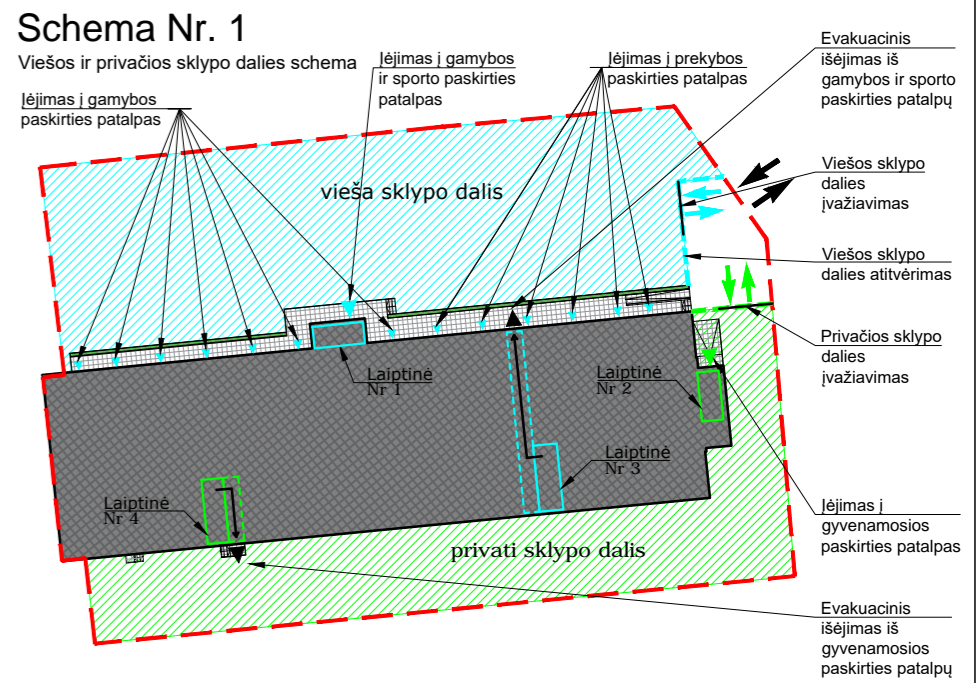 Schema Nr. 1
Viešos ir privačios sklypo dalies schema
Įėjimas į gamybos
paskirties patalpas
Įėjimas į gamybos
ir sporto paskirties
patalpas
Įėjimas į prekybos
paskirties patalpas
Evakuacinis
išėjimas iš
gamybos ir sporto
paskirties patalpų
Viešos sklypo
dalies
įvažiavimas
Viešos sklypo
dalies atitvėrimas
Privačios sklypo
dalies
įvažiavimas
Įėjimas į
gyvenamosios
paskirties patalpas
Evakuacinis
išėjimas iš
gyvenamosios
paskirties patalpų
vieša sklypo dalis
Laiptinė
Nr 1
Laiptinė
Nr 2
Laiptinė
Nr 3
Laiptinė
Nr 4
privati sklypo dalis